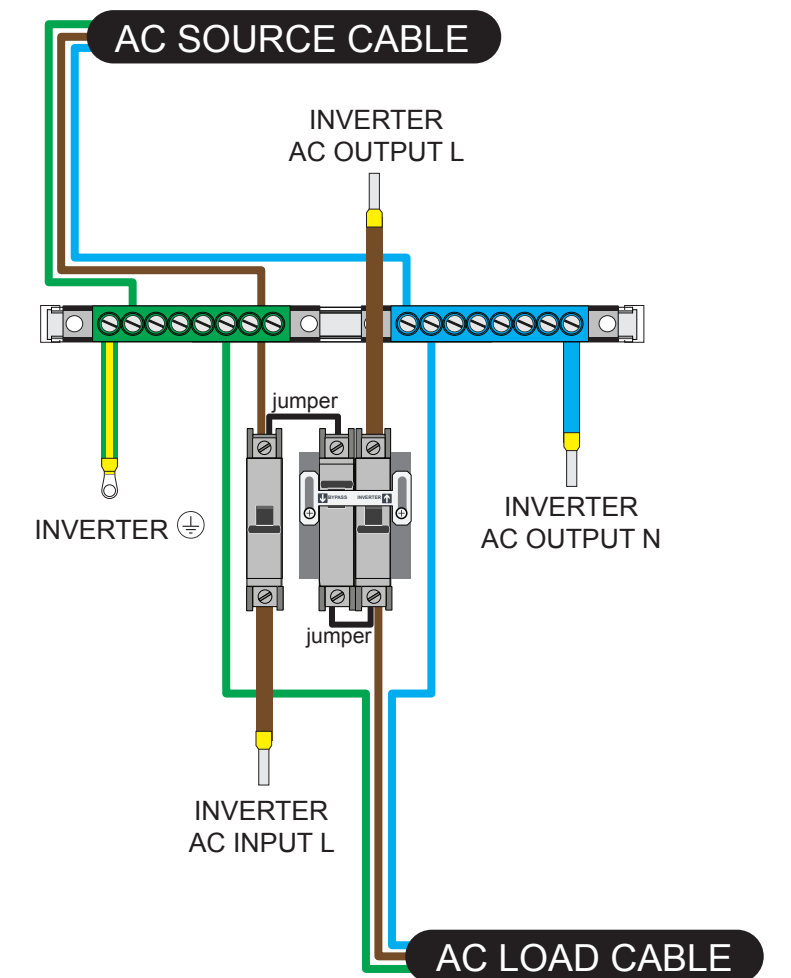 AC SOURCE CABLE
INVERTER
AC OUTPUT L
jumper
BYPASS INVERTER
INVERTER
INVERTER
AC OUTPUT N
jumper
INVERTER
AC INPUT L
AC LOAD CABLE